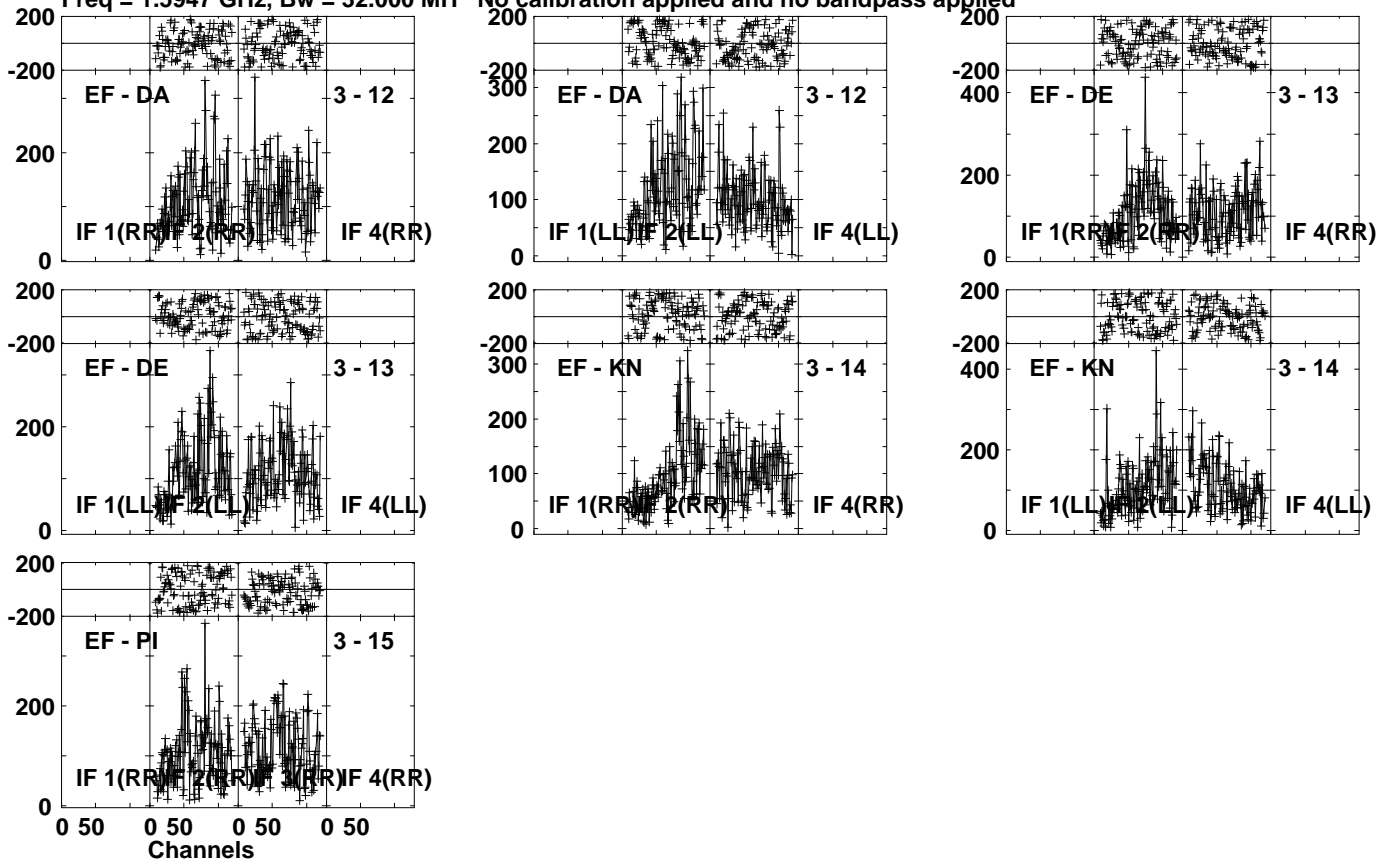 Freq = 1.5947 GHz, Bw = 32.000 MH No calibration applied and no bandpass applied
200
-200
EF - DA
3 - 12
200
0
IF 1(RR)
IF 2(RR)
IF 4(RR)
200
-200
EF - DA
3 - 12
300
200
100
0
IF 1(LL)
IF 2(LL)
IF 4(LL)
200
-200
EF - DE
3 - 13
400
200
0
IF 1(RR)
IF 2(RR)
IF 4(RR)
200
-200
EF - DE
3 - 13
200
0
IF 1(LL)
IF 2(LL)
IF 4(LL)
200
-200
EF - KN
3 - 14
300
200
100
0
IF 1(RR)
IF 2(RR)
IF 4(RR)
200
-200
EF - KN
3 - 14
400
200
0
IF 1(LL)
IF 2(LL)
IF 4(LL)
200
-200
EF - PI
3 - 15
200
0
IF 1(RR)
IF 2(RR)
IF 3(RR)
IF 4(RR)
0 50 0 50 0 50 0 50
Channels